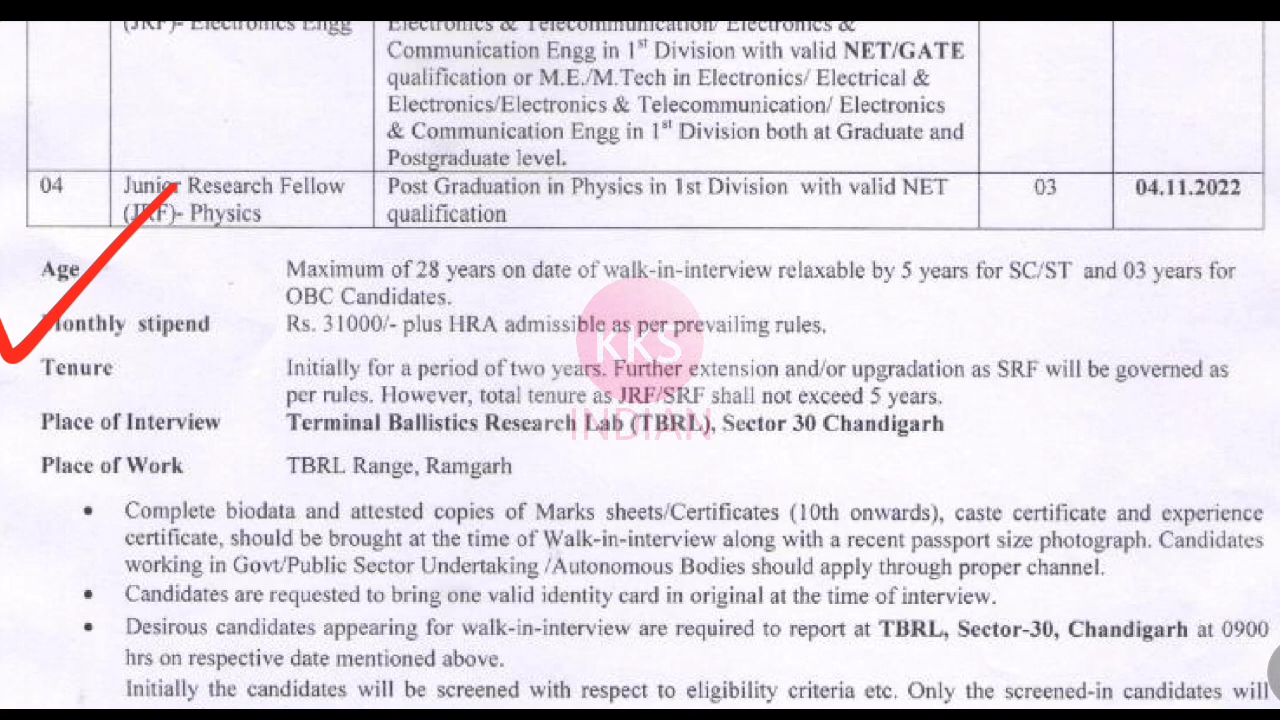 (JRF)- Electronics Engg
Electronics & Telecommunication/ Electronics &
Communication Engg in 1st Division with valid NET/GATE
qualification or M.E./M.Tech in Electronics/ Electrical &
Electronics/Electronics & Telecommunication/ Electronics
& Communication Engg in 1st Division both at Graduate and
Postgraduate level.
04 Junior Research Fellow Post Graduation in Physics in 1st Division with valid NET 03 04.11.2022
(JRF)- Physics qualification
Age Maximum of 28 years on date of walk-in-interview relaxable by 5 years for SC/ST and 03 years for
OBC Candidates.
Monthly stipend Rs. 31000/- plus HRA admissible as per prevailing rules.
KKS
Tenure Initially for a period of two years. Further extension and/or upgradation as SRF will be governed as
per rules. However, total tenure as JRF/SRF shall not exceed 5 years.
Place of Interview Terminal Ballistics Research Lab (TBRL), Sector 30 Chandigarh
INDIAN
Place of Work TBRL Range, Ramgarh
• Complete biodata and attested copies of Marks sheets/Certificates (10th onwards), caste certificate and experience
certificate, should be brought at the time of Walk-in-interview along with a recent passport size photograph. Candidates
working in Govt/Public Sector Undertaking /Autonomous Bodies should apply through proper channel.
• Candidates are requested to bring one valid identity card in original at the time of interview.
• Desirous candidates appearing for walk-in-interview are required to report at TBRL, Sector-30, Chandigarh at 0900
hrs on respective date mentioned above.
Initially the candidates will be screened with respect to eligibility criteria etc. Only the screened-in candidates will